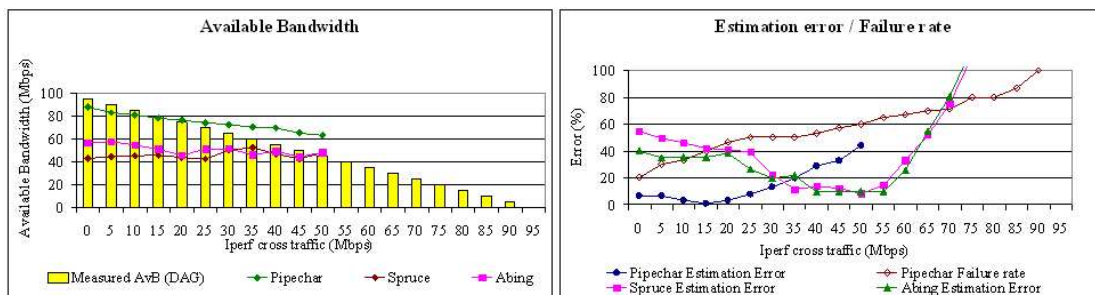 Available Bandwidth
Available Bandwidth (Mbps)
100
80
60
40
20
0
0 5 10 15 20 25 30 35 40 45 50 55 60 65 70 75 80 85 90 95
Iperf cross traffic (Mbps)
Measured AvB (DAG) Pipechar Spruce Abing
Estimation error / Failure rate
Error (%)
100
80
60
40
20
0
0 5 10 15 20 25 30 35 40 45 50 55 60 65 70 75 80 85 90 95
Iperf cross traffic (Mbps)
Pipechar Estimation Error Pipechar Failure rate
Spruce Estimation Error Abing Estimation Error